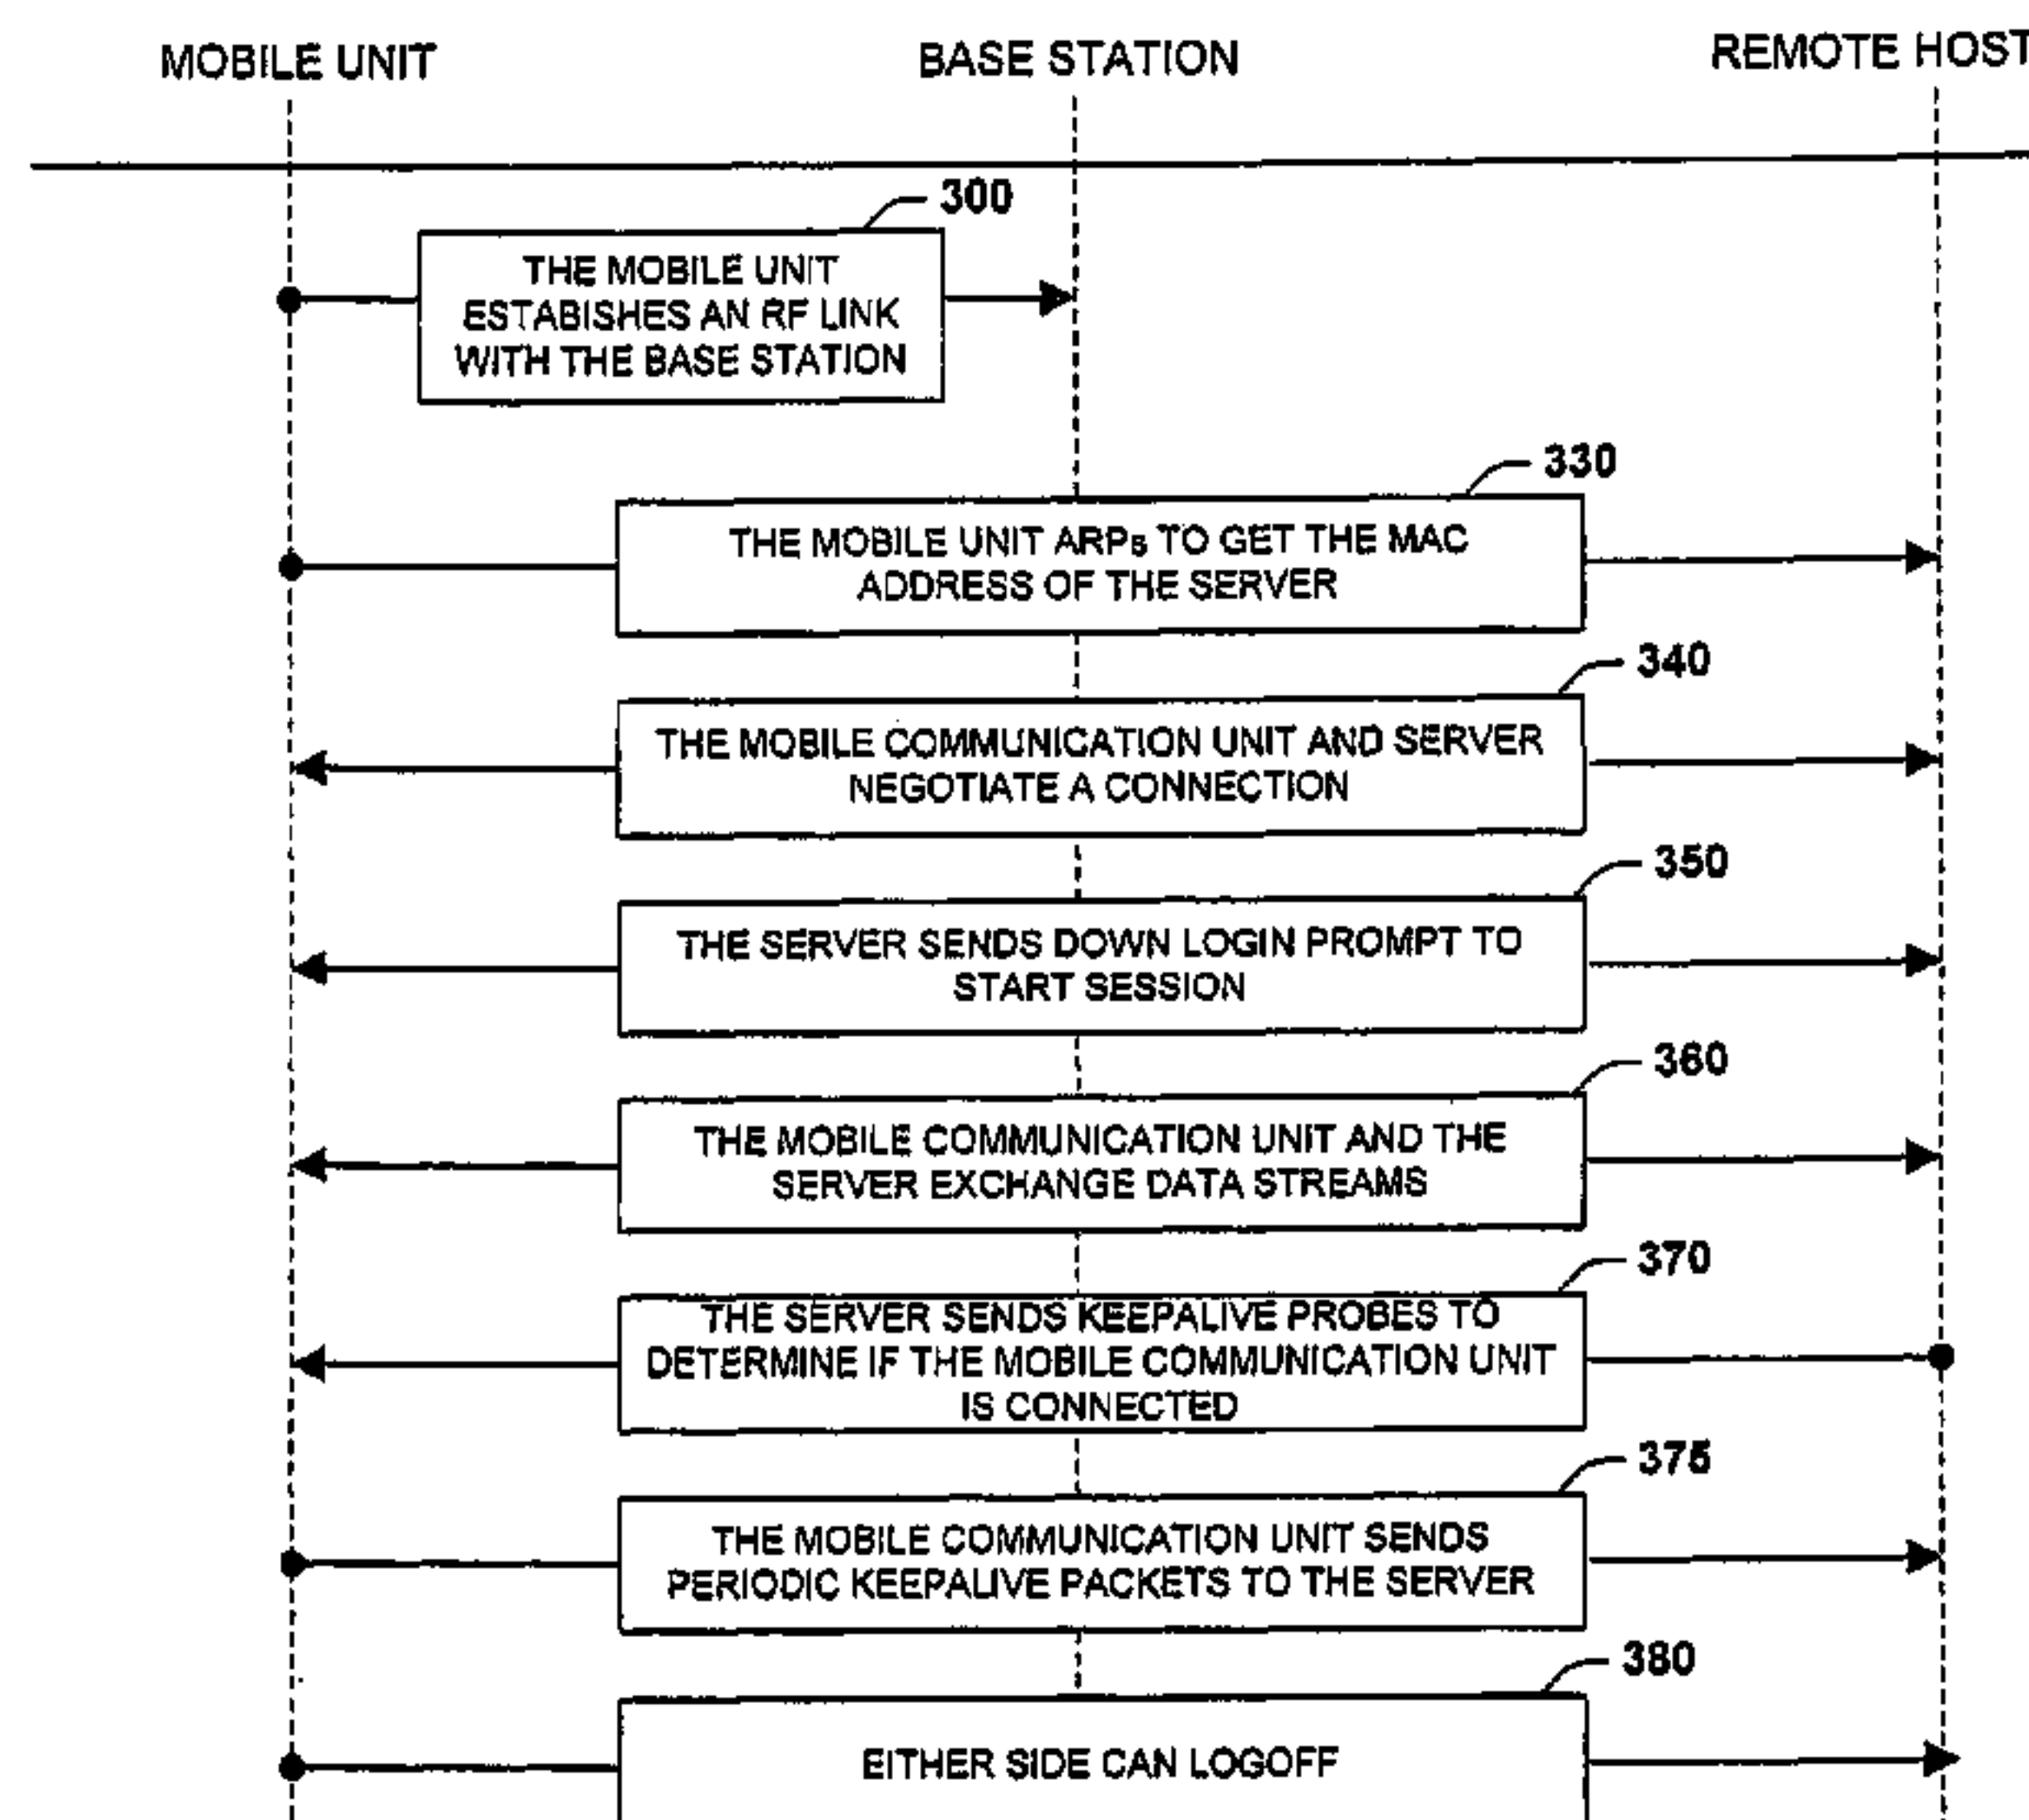 MOBILE UNIT
BASE STATION
REMOTE HOST
300
THE MOBILE UNIT
ESTABISHES AN RF LINK
WITH THE BASE STATION
330
THE MOBILE UNIT ARPs TO GET THE MAC
ADDRESS OF THE SERVER
340
THE MOBILE COMMUNICATION UNIT AND SERVER
NEGOTIATE A CONNECTION
350
THE SERVER SENDS DOWN LOGIN PROMPT TO
START SESSION
360
THE MOBILE COMMUNICATION UNIT AND THE
SERVER EXCHANGE DATA STREAMS
370
THE SERVER SENDS KEEPALIVE PROBES TO
DETERMINE IF THE MOBILE COMMUNICATION UNIT
IS CONNECTED
375
THE MOBILE COMMUNICATION UNIT SENDS
PERIODIC KEEPALIVE PACKETS TO THE SERVER
380
EITHER SIDE CAN LOGOFF